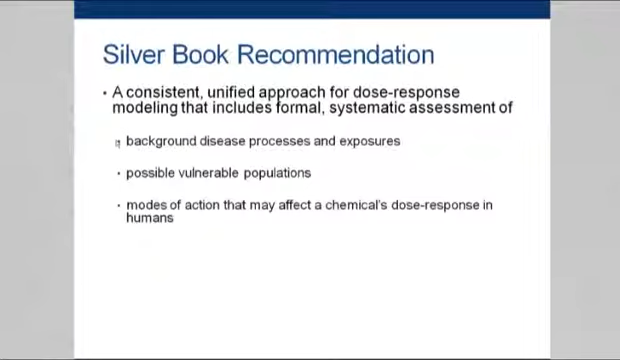 Silver Book Recommendation
• A consistent, unified approach for dose-response
modeling that includes formal, systematic assessment of
background disease processes and exposures
• possible vulnerable populations
• modes of action that may affect a chemical's dose-response in
humans